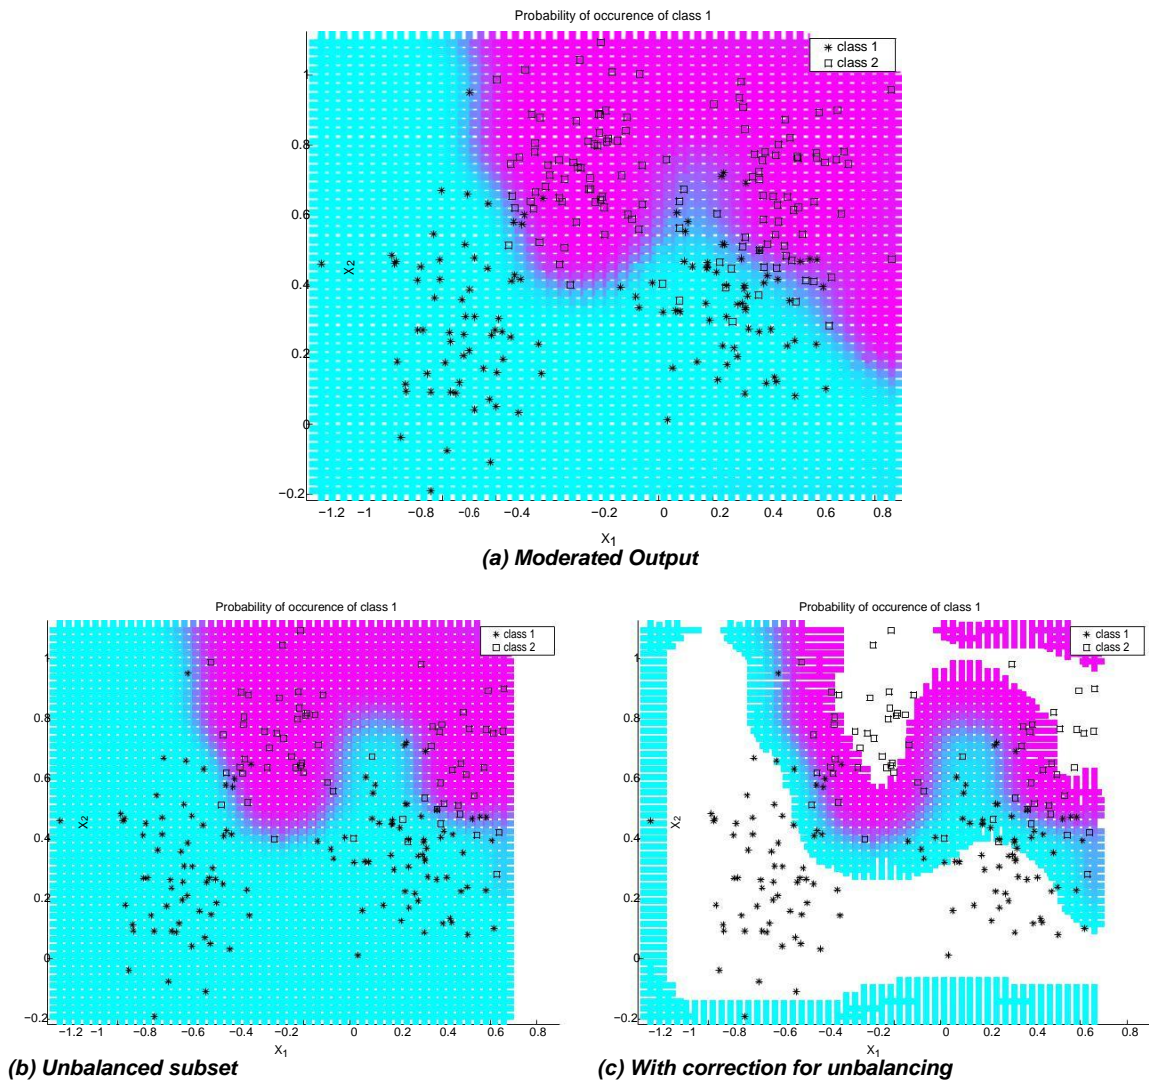 Probability of occurence of class 1
class 1
class 2
1
0.8
0.6
X2
0.4
0.2
0
−0.2
−1.2 −1 −0.8 −0.6 −0.4 −0.2 0 0.2 0.4 0.6 0.8
X1
(a) Moderated Output
Probability of occurence of class 1
class 1
class 2
1
0.8
0.6
X2
0.4
0.2
0
−0.2
−1.2 −1 −0.8 −0.6 −0.4 −0.2 0 0.2 0.4 0.6 0.8
X1
(b) Unbalanced subset
Probability of occurence of class 1
class 1
class 2
1
0.8
0.6
X2
0.4
0.2
0
−0.2
−1.2 −1 −0.8 −0.6 −0.4 −0.2 0 0.2 0.4 0.6 0.8
X1
(c) With correction for unbalancing